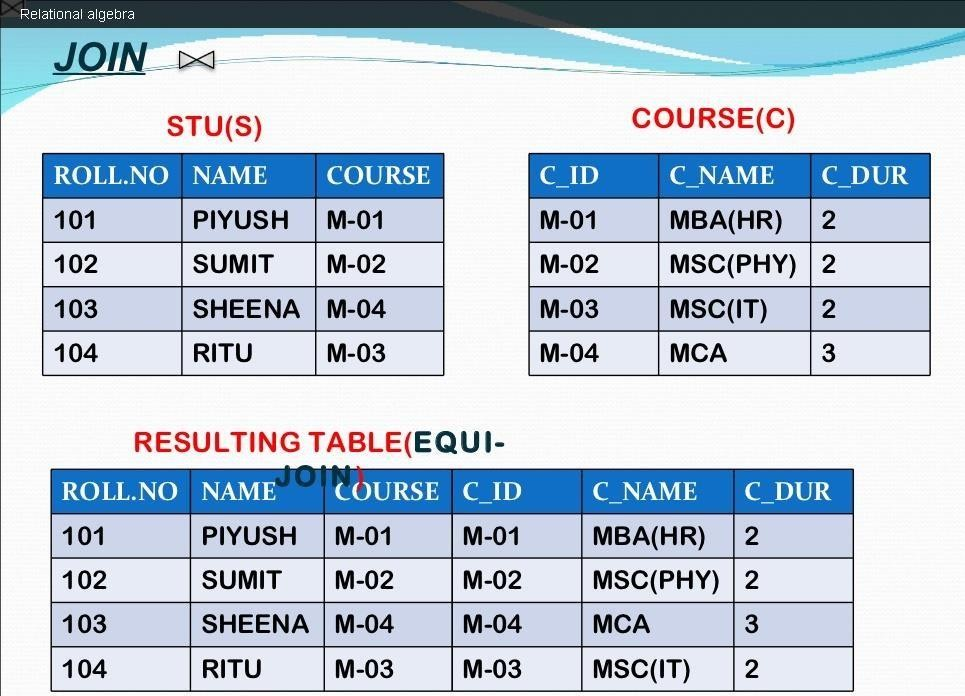 Relational algebra
JOIN ⋈
STU(S)
ROLL.NO NAME COURSE
101 PIYUSH M-01
102 SUMIT M-02
103 SHEENA M-04
104 RITU M-03
COURSE(C)
C_ID C_NAME C_DUR
M-01 MBA(HR) 2
M-02 MSC(PHY) 2
M-03 MSC(IT) 2
M-04 MCA 3
RESULTING TABLE(EQUI-
JOIN)
ROLL.NO NAME COURSE C_ID C_NAME C_DUR
101 PIYUSH M-01 M-01 MBA(HR) 2
102 SUMIT M-02 M-02 MSC(PHY) 2
103 SHEENA M-04 M-04 MCA 3
104 RITU M-03 M-03 MSC(IT) 2